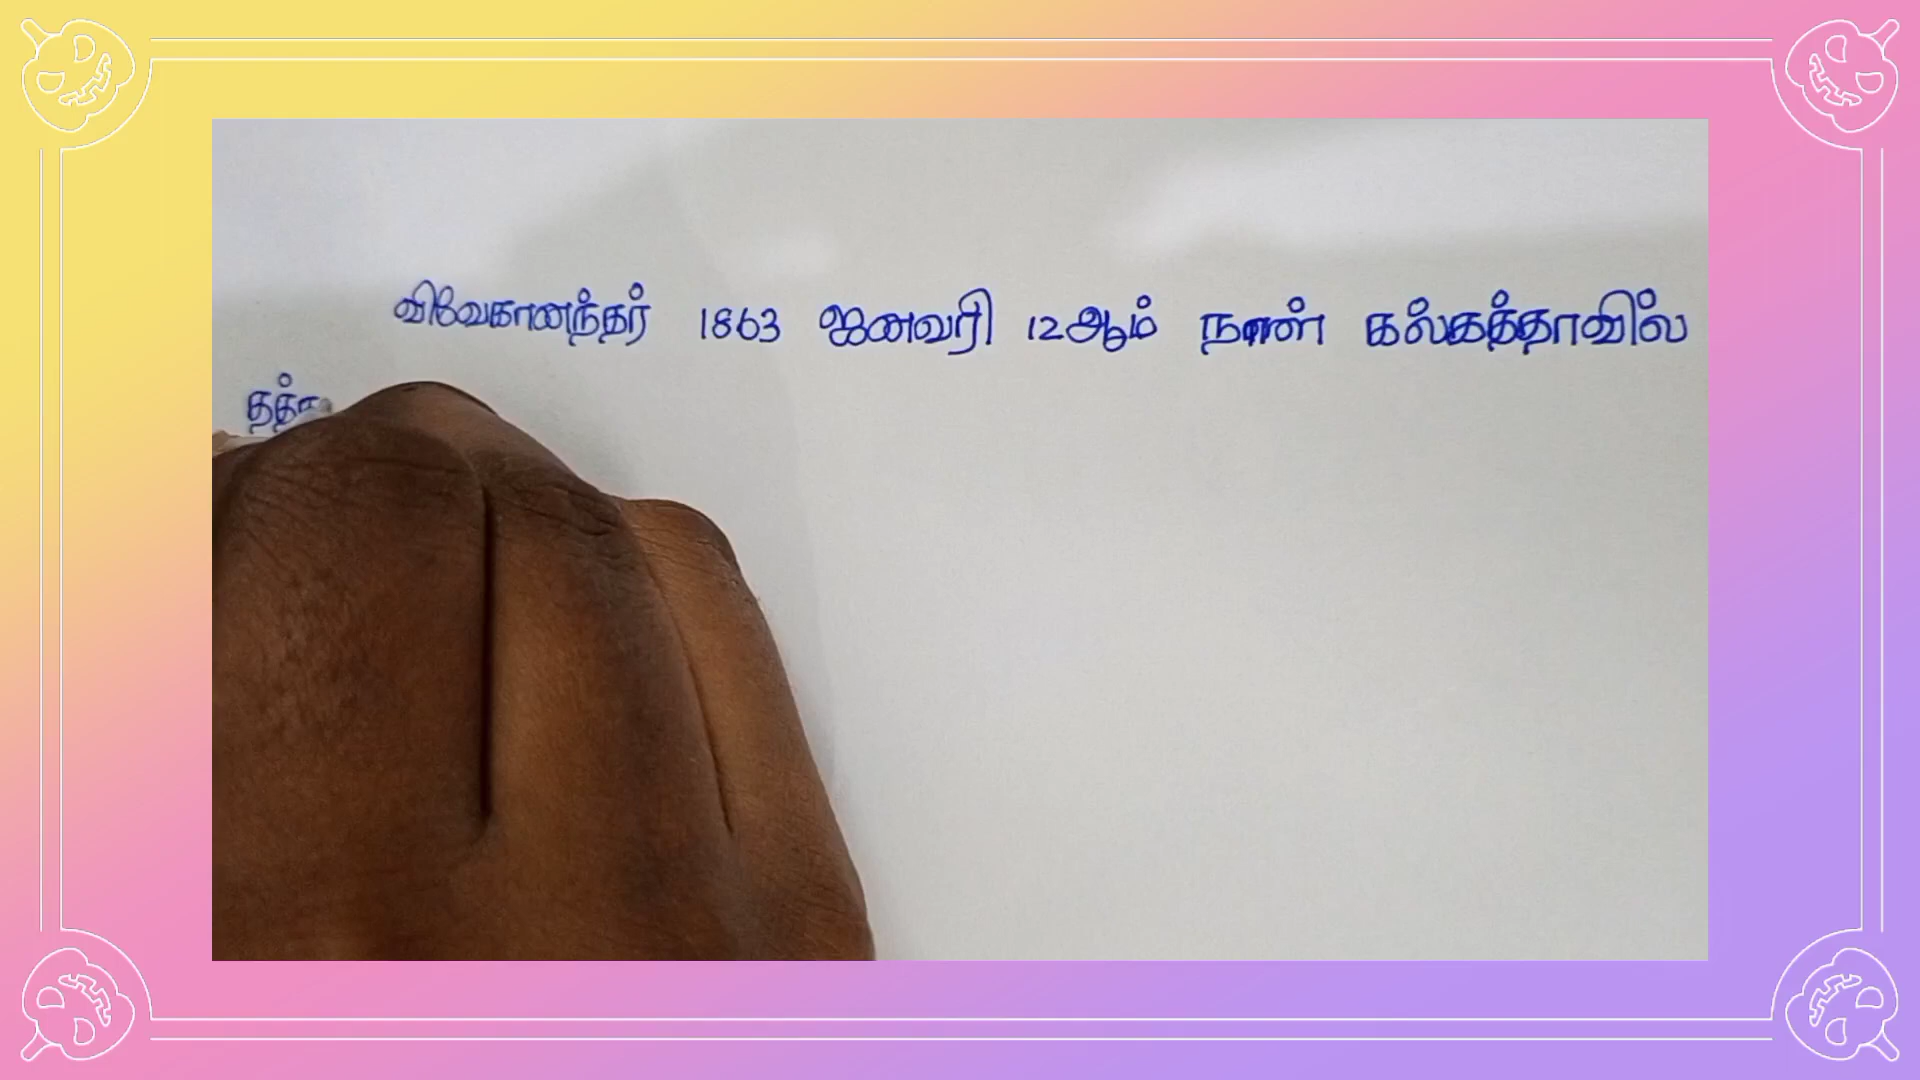 விவேகானந்தர் 1863 ஜனவரி 12ஆம் நாள் கல்கத்தாவில்